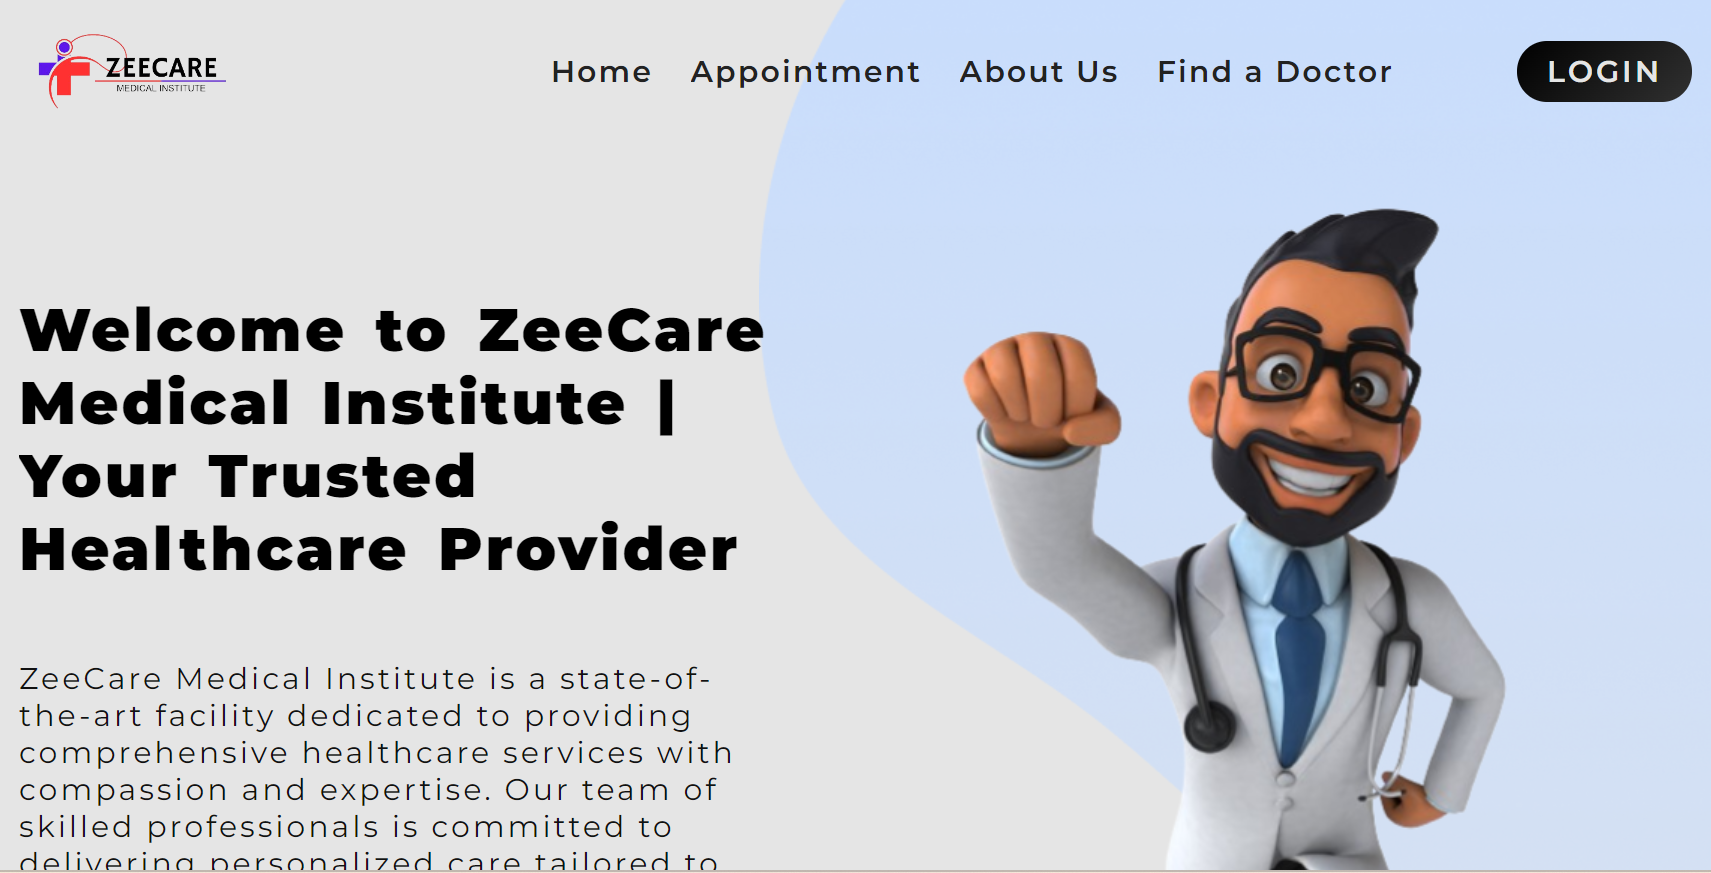 ZEECARE
MEDICAL INSTITUTE
Home Appointment About Us Find a Doctor
LOGIN
Welcome to ZeeCare
Medical Institute |
Your Trusted
Healthcare Provider
ZeeCare Medical Institute is a state-of-
the-art facility dedicated to providing
comprehensive healthcare services with
compassion and expertise. Our team of
skilled professionals is committed to
delivering personalized care tailored to